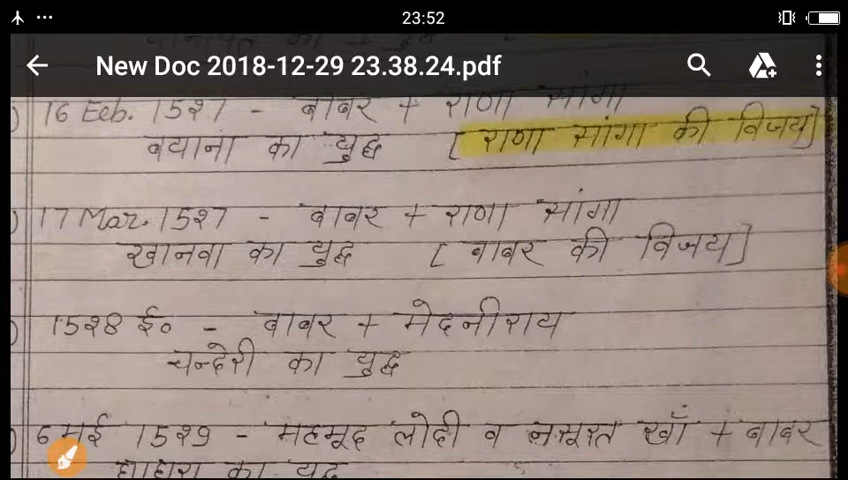 23:52
New Doc 2018-12-29 23.38.24.pdf
16 Feb. 1527 - बाबर + राणा सांगा
बयाना का युद्ध [ राणा सांगा की विजय ]
17 Mar. 1527 - बाबर + राणा सांगा
खानवा का युद्ध [ बाबर की विजय ]
1528 ई० - बाबर + मेदनीराय
चन्देरी का युद्ध
6 मई 1529 - महमूद लोदी व नुसरत खाँ + बाबर
घाघरा का युद्ध